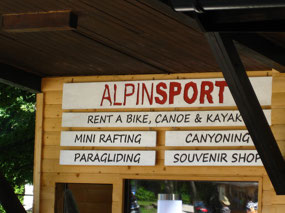 ALPINSPORT
RENT A BIKE, CANOE & KAYAK
MINI RAFTING CANYONING
PARAGLIDING SOUVENIR SHOP